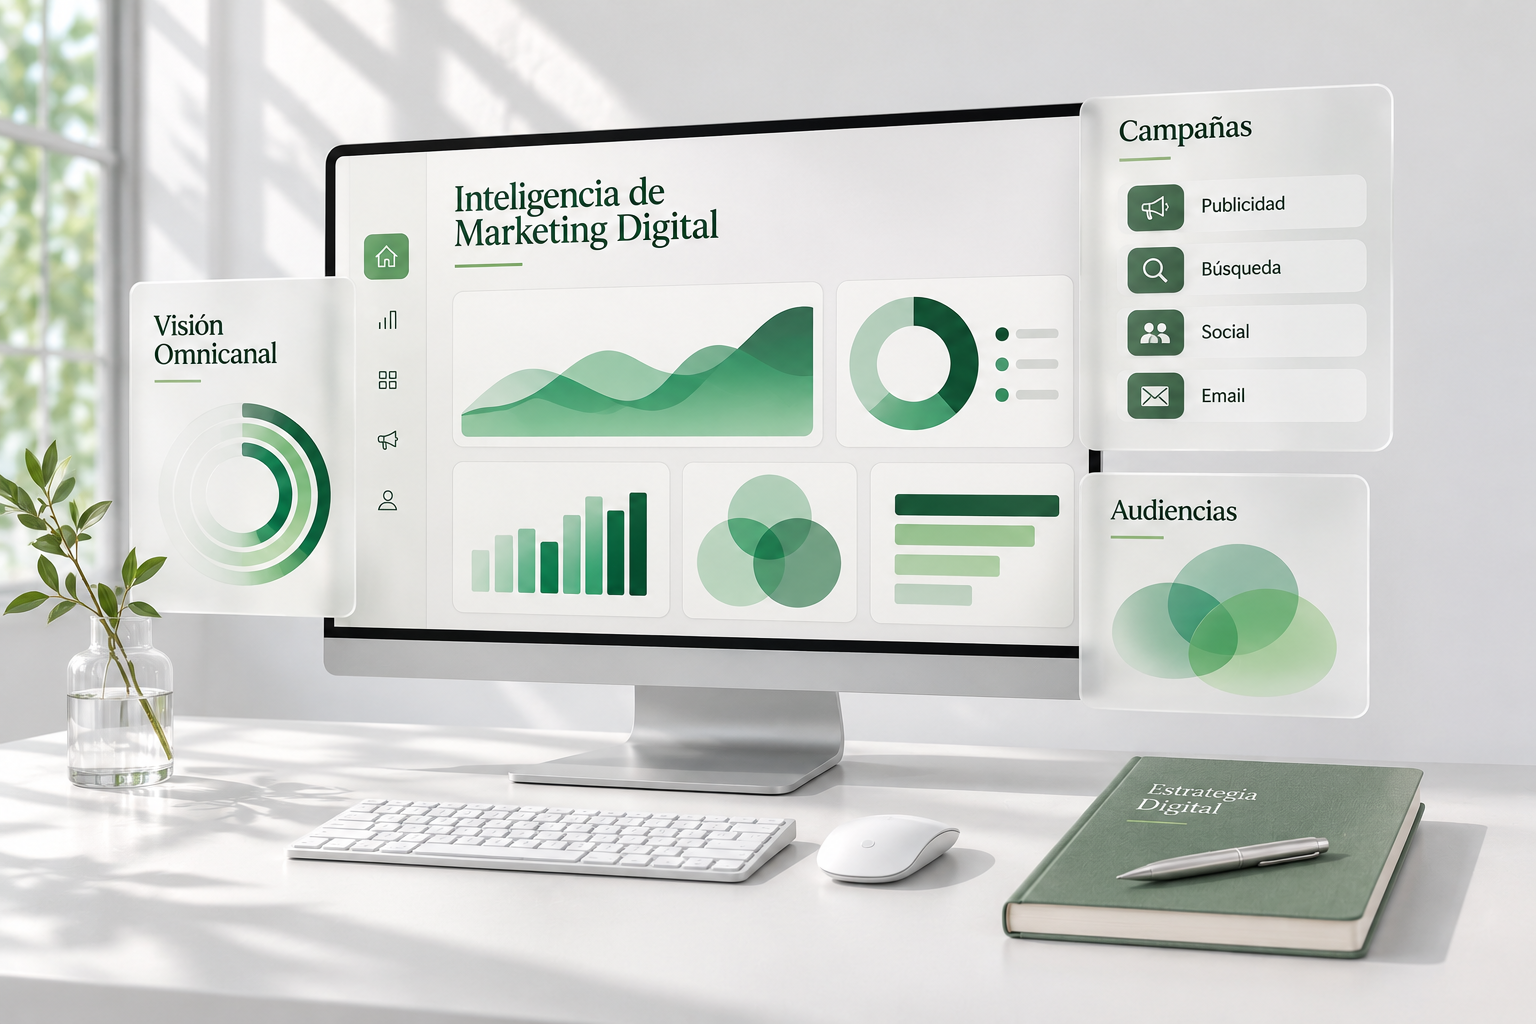 Inteligencia de
Marketing Digital
Visión
Omnicanal
Campañas
Publicidad
Búsqueda
Social
Email
Audiencias
Estrategia
Digital